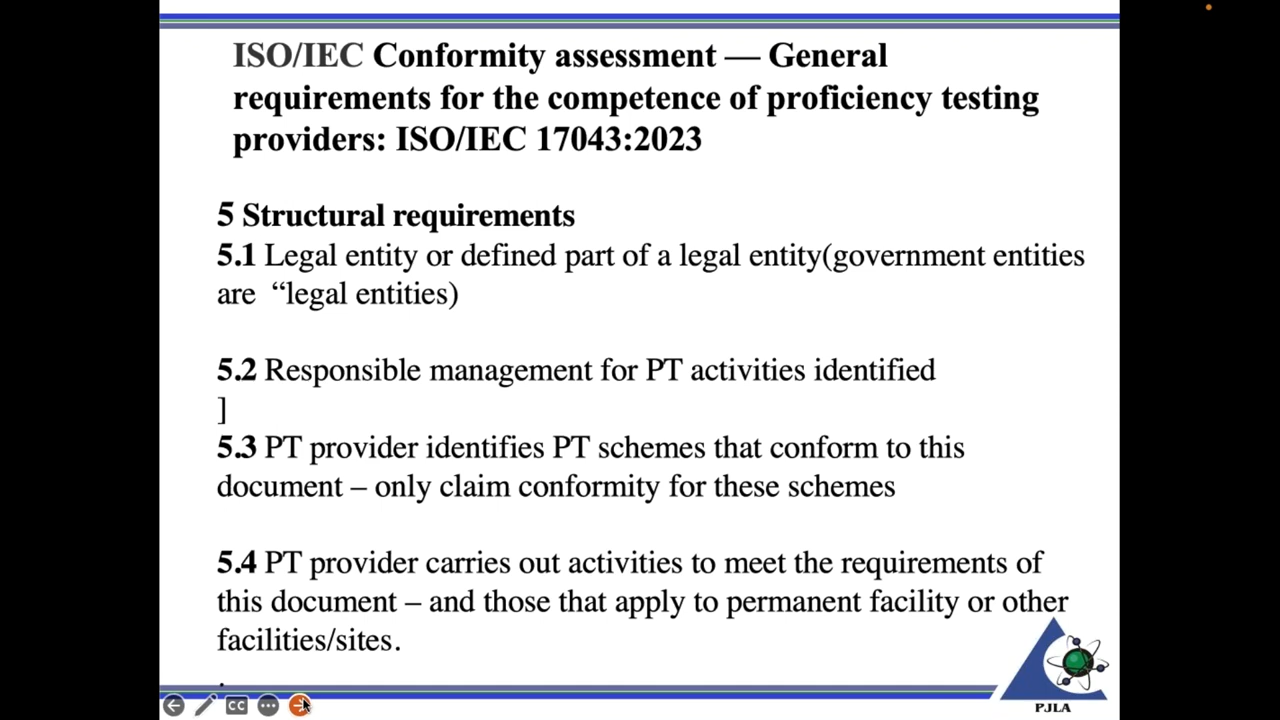 ISO/IEC Conformity assessment — General
requirements for the competence of proficiency testing
providers: ISO/IEC 17043:2023
5 Structural requirements
5.1 Legal entity or defined part of a legal entity(government entities
are “legal entities)
5.2 Responsible management for PT activities identified
]
5.3 PT provider identifies PT schemes that conform to this
document – only claim conformity for these schemes
5.4 PT provider carries out activities to meet the requirements of
this document – and those that apply to permanent facility or other
facilities/sites.
.
CC
PJLA